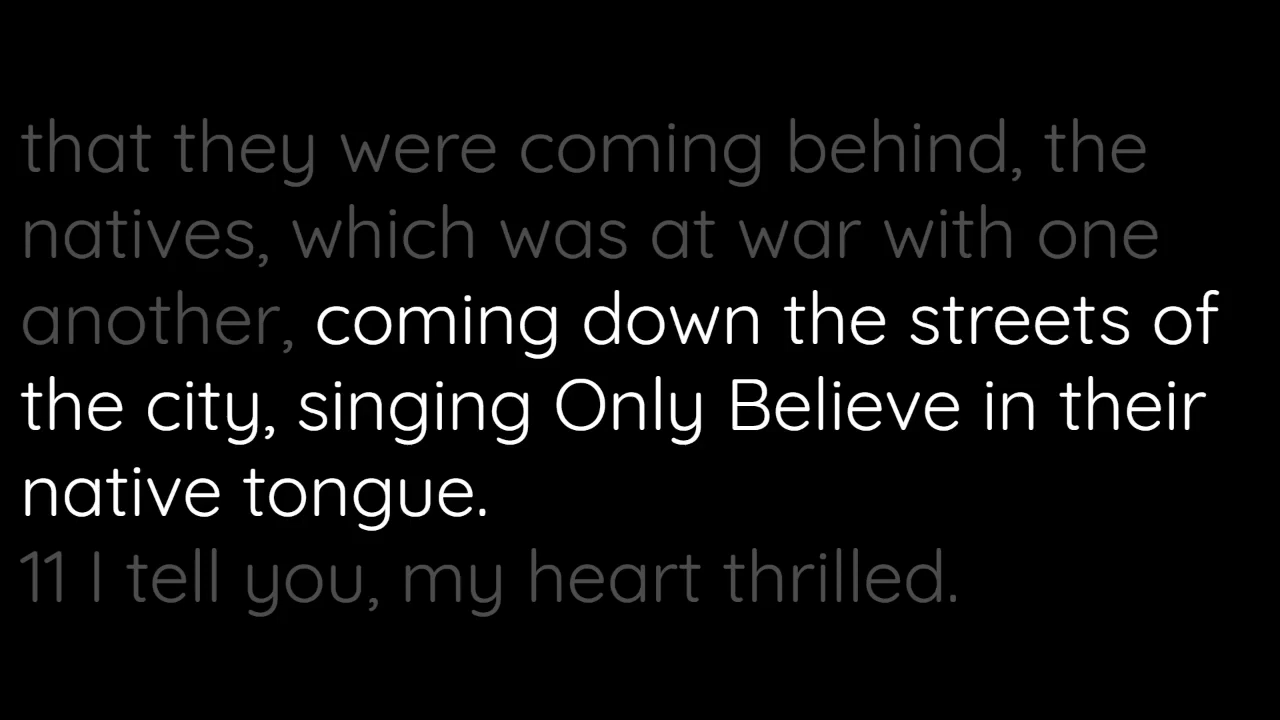 that they were coming behind, the
natives, which was at war with one
another, coming down the streets of
the city, singing Only Believe in their
native tongue.
11 I tell you, my heart thrilled.